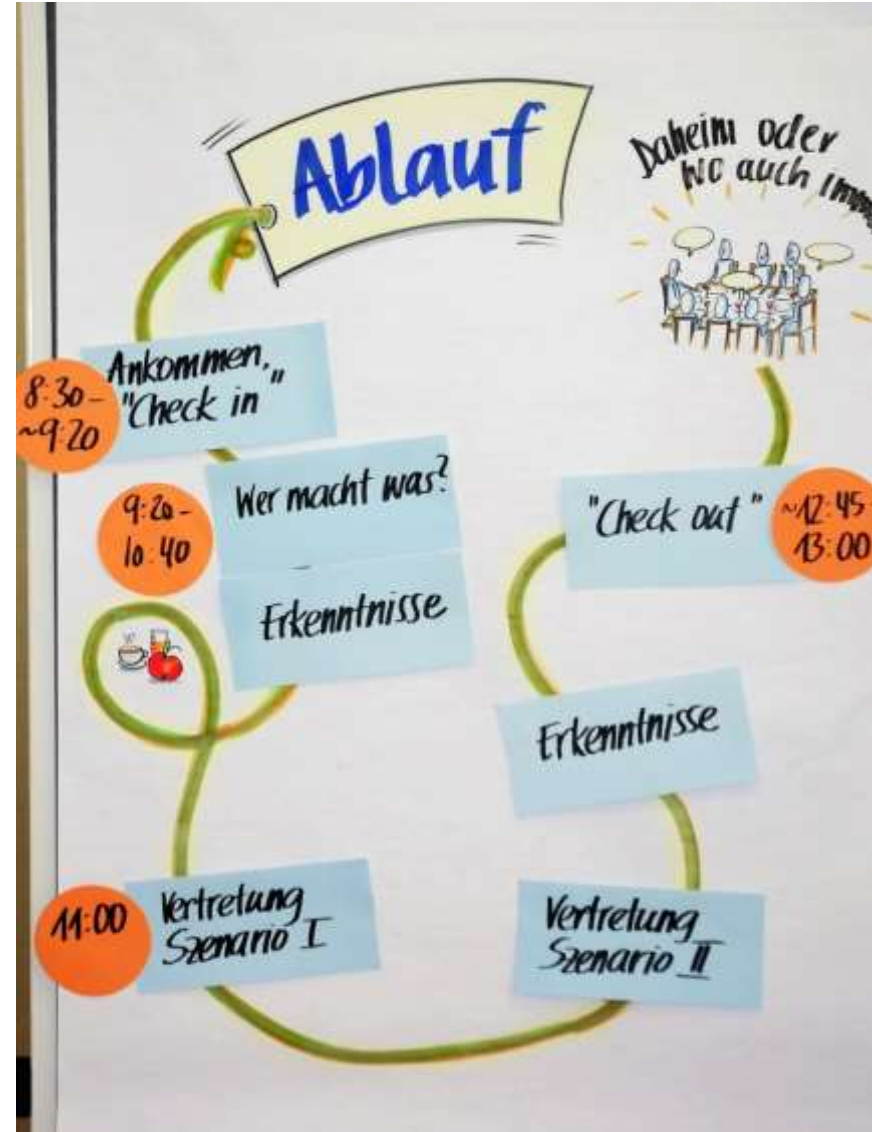 Ablauf
8:30-
~9:20
Ankommen,
"Check in"
9:20-
10:40
Wer macht was?
Erkenntnisse
11:00
Vertretung
Szenario I
Vertretung
Szenario II
Erkenntnisse
"Check out"
~12:45-
13:00
Daheim oder
wo auch